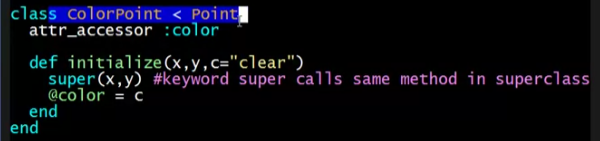 class ColorPoint < Point
attr_accessor :color
def initialize(x,y,c="clear")
super(x,y) #keyword super calls same method in superclass
@color = c
end
end